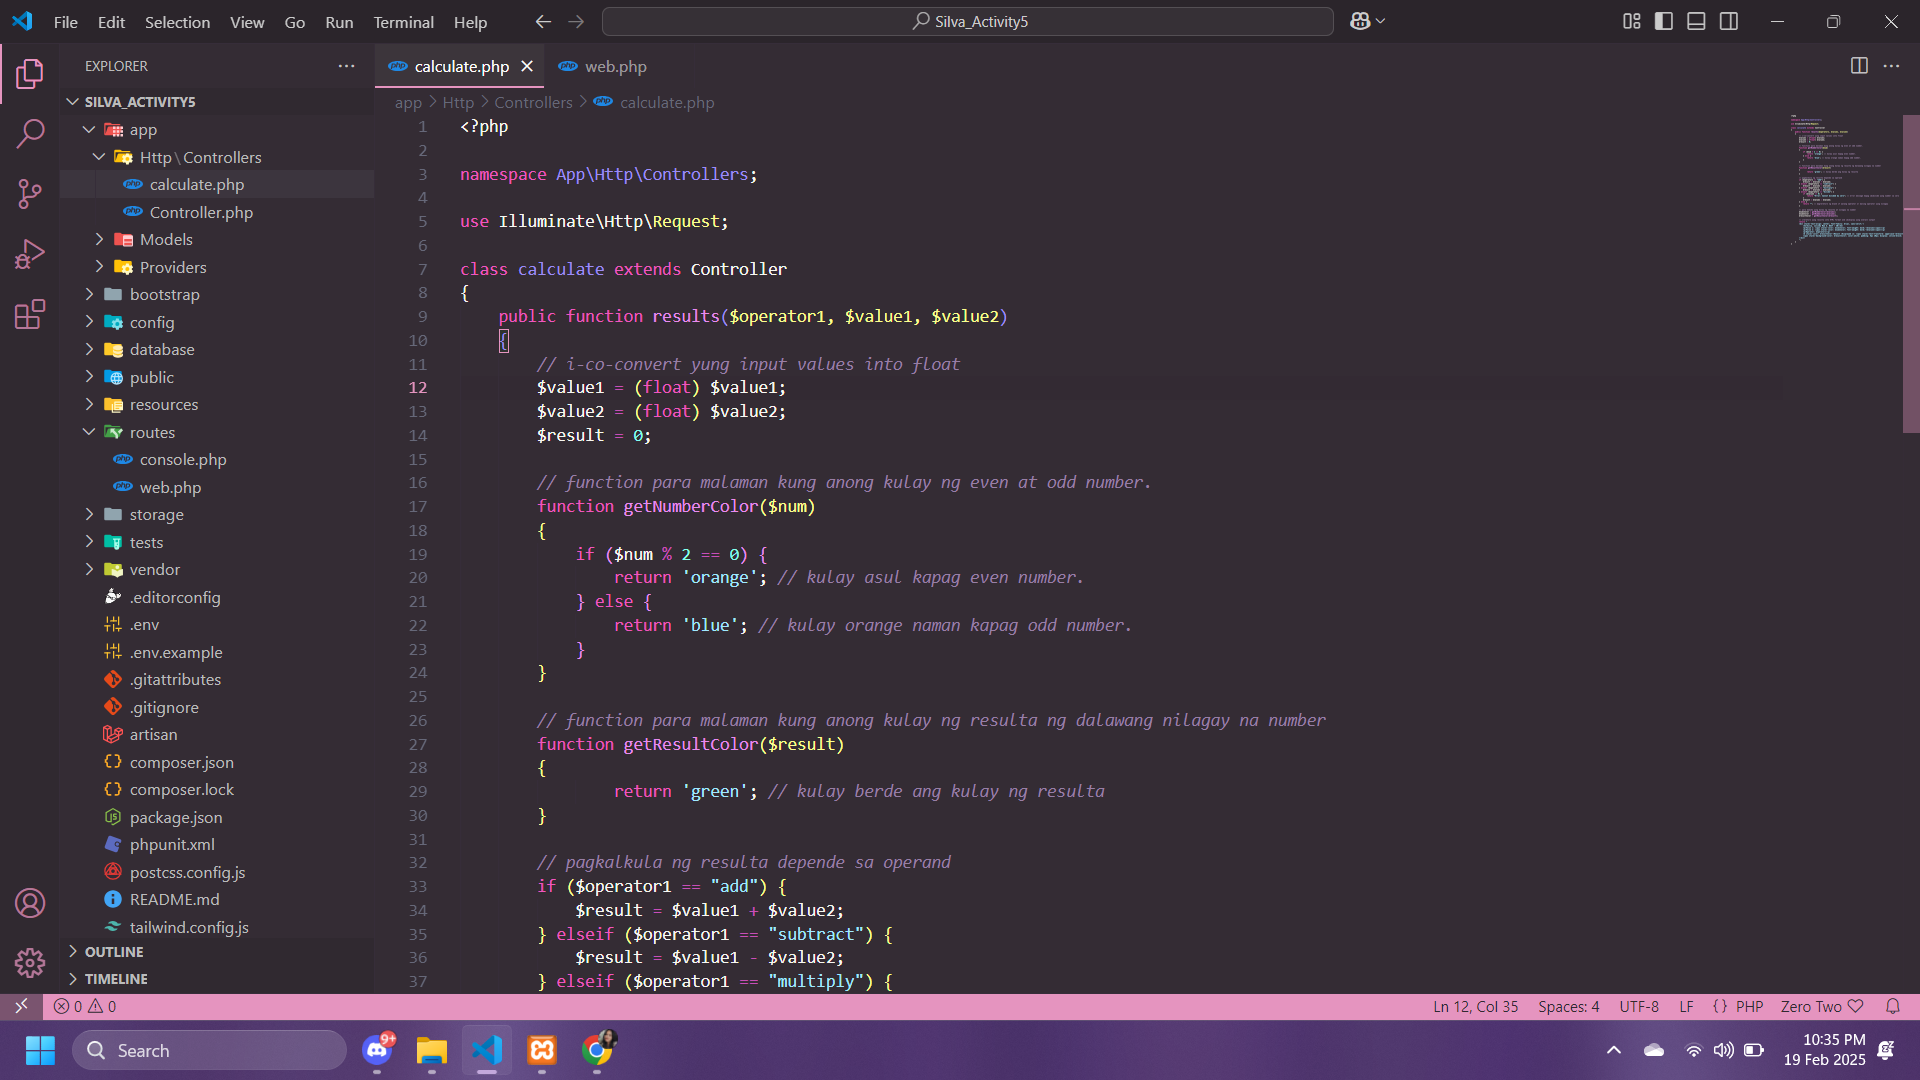 File Edit Selection View Go Run Terminal Help
Silva_Activity5
EXPLORER
calculate.php
web.php
SILVA_ACTIVITY5
app
Http\Controllers
calculate.php
Controller.php
Models
Providers
bootstrap
config
database
public
resources
routes
console.php
web.php
storage
tests
vendor
.editorconfig
.env
.env.example
.gitattributes
.gitignore
artisan
composer.json
composer.lock
package.json
phpunit.xml
postcss.config.js
README.md
tailwind.config.js
OUTLINE
TIMELINE
app > Http > Controllers > calculate.php
1 <?php
2
3 namespace App\Http\Controllers;
4
5 use Illuminate\Http\Request;
6
7 class calculate extends Controller
8 {
9 public function results($operator1, $value1, $value2)
10 {
11 // i-co-convert yung input values into float
12 $value1 = (float) $value1;
13 $value2 = (float) $value2;
14 $result = 0;
15
16 // function para malaman kung anong kulay ng even at odd number.
17 function getNumberColor($num)
18 {
19 if ($num % 2 == 0) {
20 return 'orange'; // kulay asul kapag even number.
21 } else {
22 return 'blue'; // kulay orange naman kapag odd number.
23 }
24 }
25
26 // function para malaman kung anong kulay ng resulta ng dalawang nilagay na number
27 function getResultColor($result)
28 {
29 return 'green'; // kulay berde ang kulay ng resulta
30 }
31
32 // pagkalkula ng resulta depende sa operand
33 if ($operator1 == "add") {
34 $result = $value1 + $value2;
35 } elseif ($operator1 == "subtract") {
36 $result = $value1 - $value2;
37 } elseif ($operator1 == "multiply") {
0 0
Ln 12, Col 35 Spaces: 4 UTF-8 LF {} PHP Zero Two
Search
9+
10:35 PM
19 Feb 2025